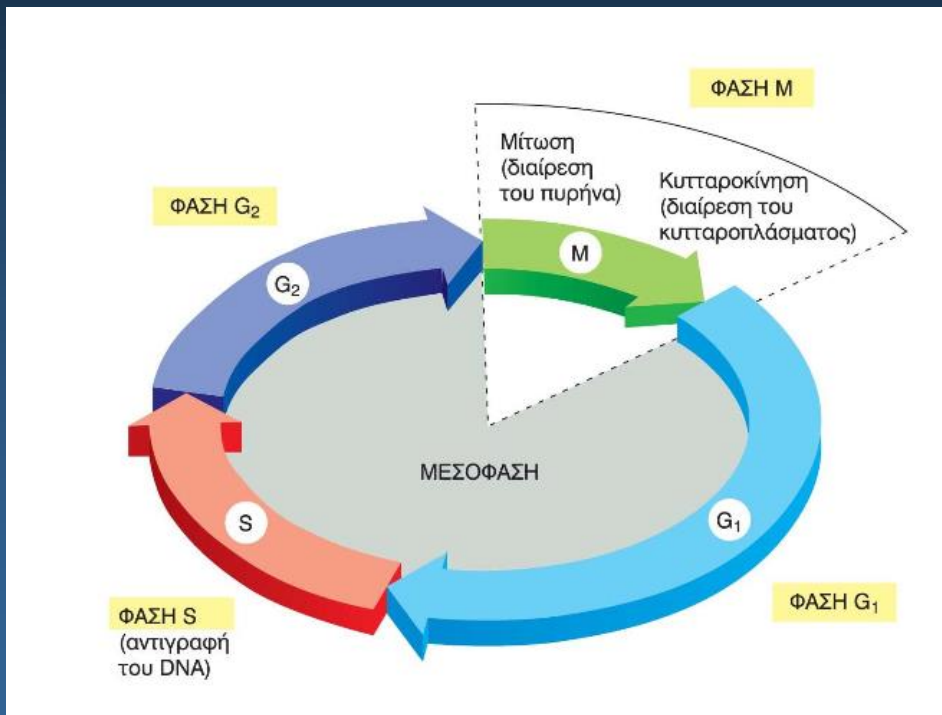 ΦΑΣΗ M
Μίτωση
(διαίρεση
του πυρήνα)
Κυτταροκίνηση
(διαίρεση του
κυτταροπλάσματος)
ΦΑΣΗ G₂
M
G₂
ΜΕΣΟΦΑΣΗ
S
G₁
ΦΑΣΗ S
(αντιγραφή
του DNA)
ΦΑΣΗ G₁